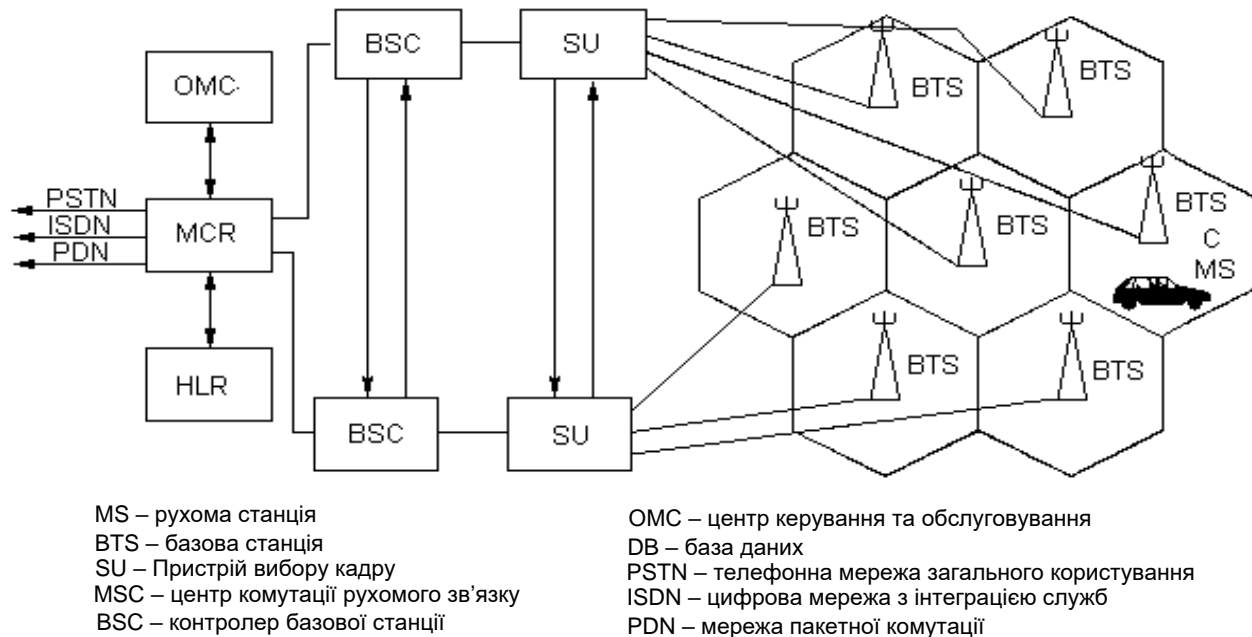 BSC
SU
OMC
PSTN
ISDN
PDN
MCR
HLR
BSC
SU
BTS
BTS
BTS
BTS
BTS
С
MS
BTS
BTS
MS – рухома станція
BTS – базова станція
SU – Пристрій вибору кадру
MSC – центр комутації рухомого зв’язку
BSC – контролер базової станції
OMC – центр керування та обслуговування
DB – база даних
PSTN – телефонна мережа загального користування
ISDN – цифрова мережа з інтеграцією служб
PDN – мережа пакетної комутації